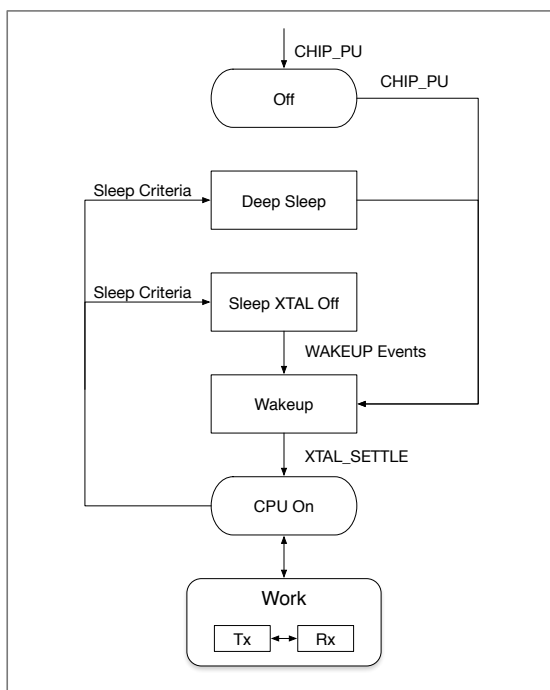 CHIP_PU
CHIP_PU
Off
Sleep Criteria
Deep Sleep
Sleep Criteria
Sleep XTAL Off
WAKEUP Events
Wakeup
XTAL_SETTLE
CPU On
Work
Tx
Rx